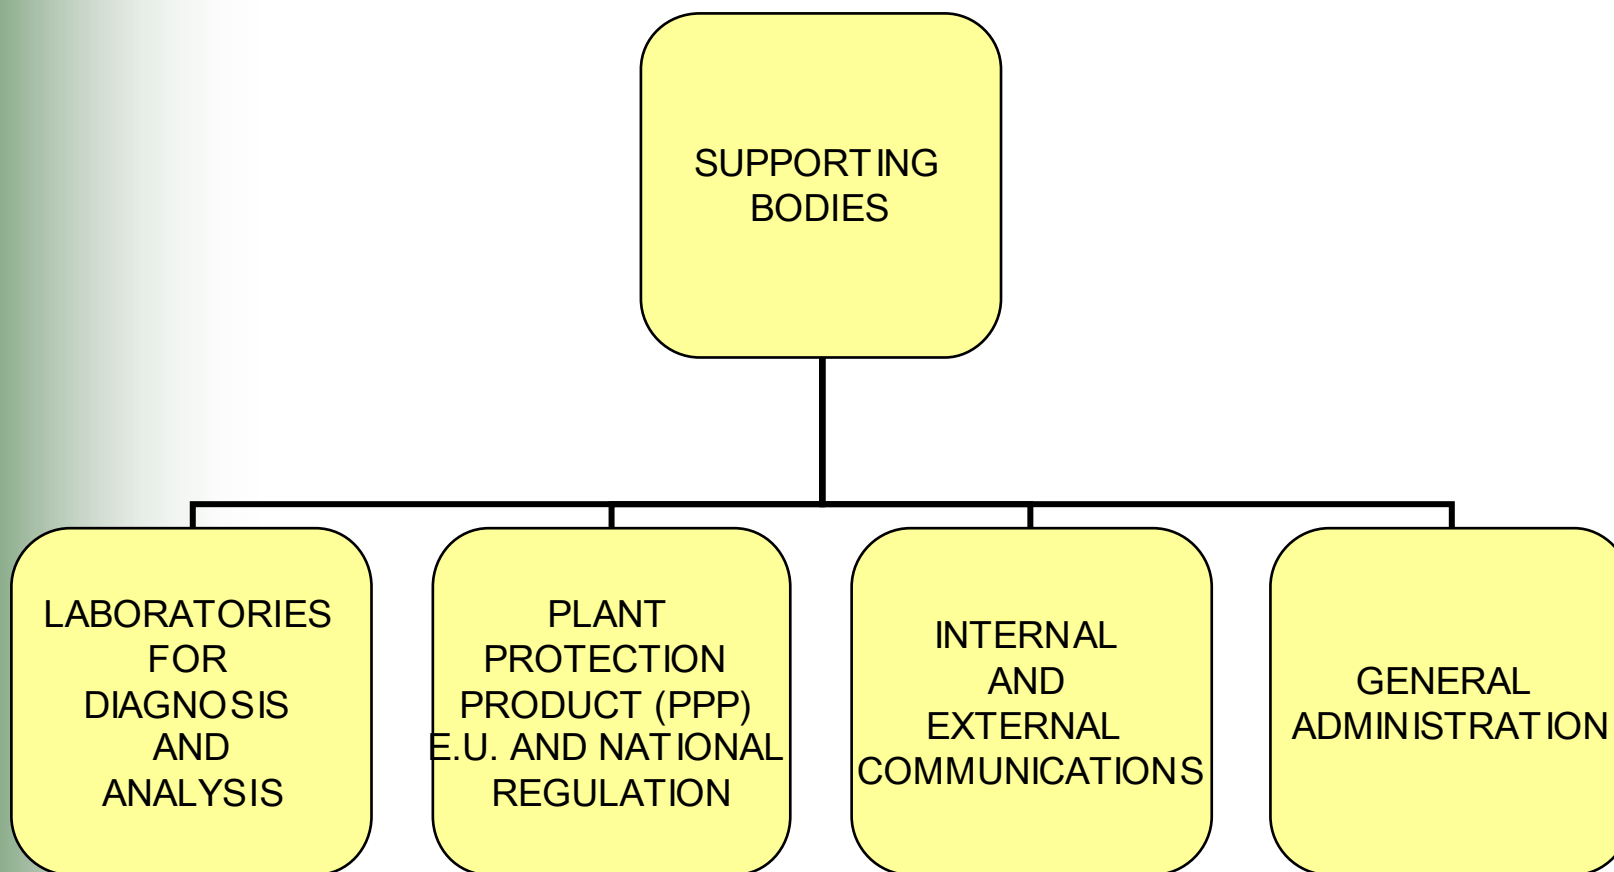 SUPPORTING
BODIES
LABORATORIES
FOR
DIAGNOSIS
AND
ANALYSIS
PLANT
PROTECTION
PRODUCT (PPP)
E.U. AND NATIONAL
REGULATION
INTERNAL
AND
EXTERNAL
COMMUNICATIONS
GENERAL
ADMINISTRATION